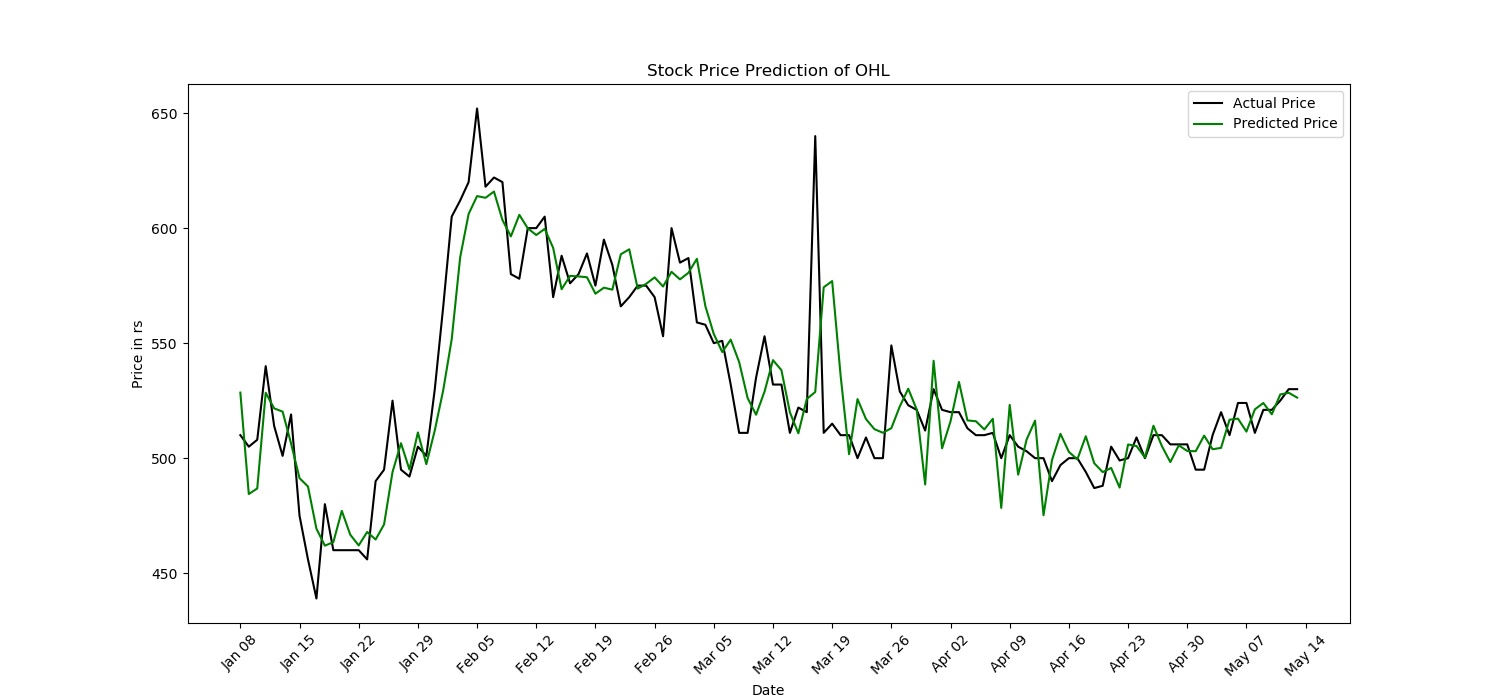 Stock Price Prediction of OHL
Actual Price
Predicted Price
Price in rs
650
600
550
500
450
Jan 08
Jan 15
Jan 22
Jan 29
Feb 05
Feb 12
Feb 19
Feb 26
Mar 05
Mar 12
Mar 19
Mar 26
Apr 02
Apr 09
Apr 16
Apr 23
Apr 30
May 07
May 14
Date